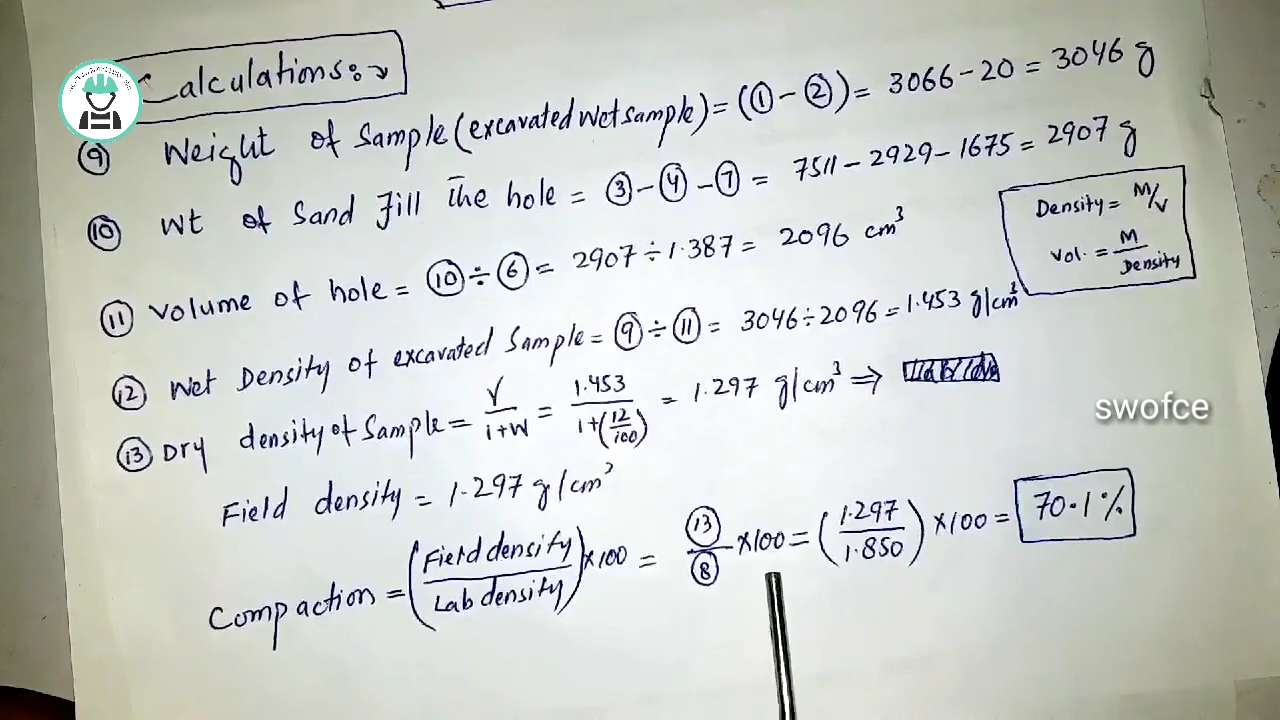 Calculations:↘
⑨ Weight of Sample (excavated wet sample) = (①-②) = 3066-20 = 3046 g
⑩ Wt of Sand fill the hole = ③-④-⑦ = 7511-2929-1675 = 2907 g
Density = M/V
Vol. = M/Density
⑪ Volume of hole = ⑩÷⑥ = 2907÷1.387 = 2096 cm³
⑫ Wet Density of excavated Sample = ⑨÷⑪ = 3046÷2096 = 1.453 g/cm³
⑬ Dry density of Sample = γ/1+W = 1.453/1+(12/100) = 1.297 g/cm³ ⇒
swofce
Field density = 1.297 g/cm³
Compaction = (Field density/Lab density)×100 = ⑬/⑧ ×100 = (1.297/1.850)×100 = 70.1%